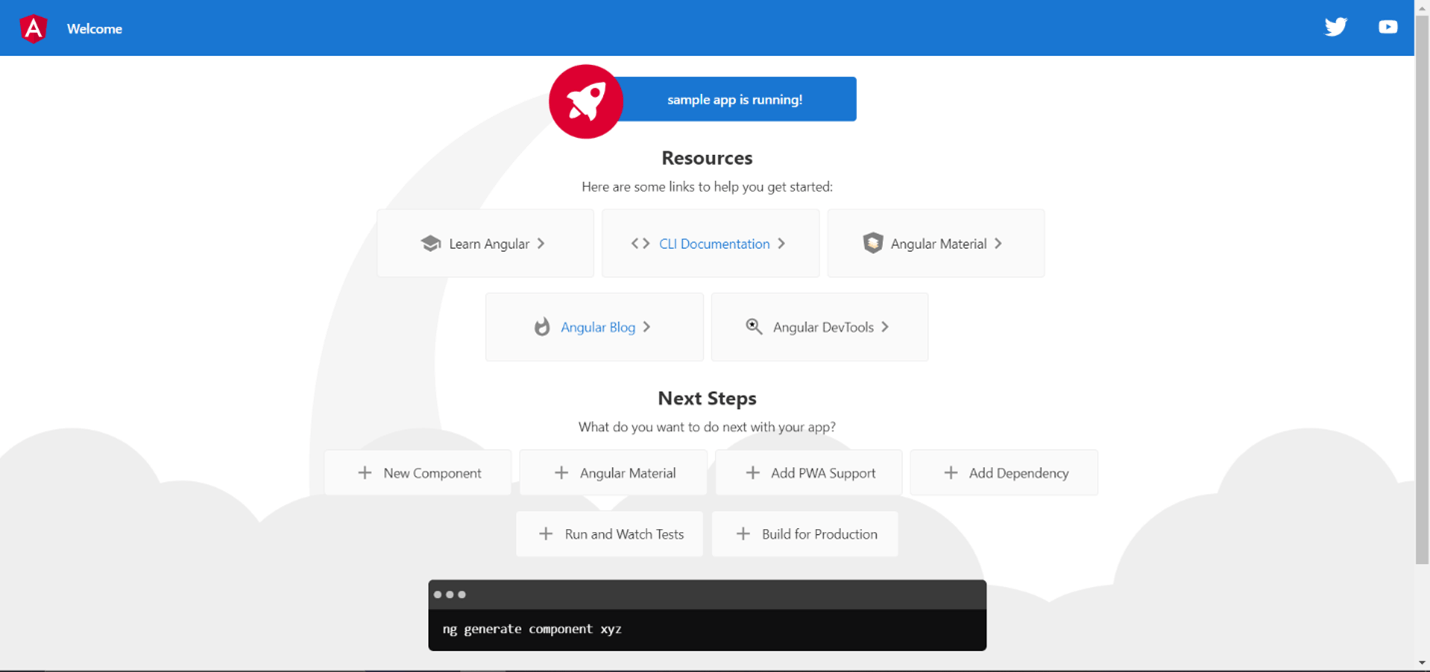 Welcome
sample app is running!
Resources
Here are some links to help you get started:
Learn Angular
CLI Documentation
Angular Material
Angular Blog
Angular DevTools
Next Steps
What do you want to do next with your app?
New Component
Angular Material
Add PWA Support
Add Dependency
Run and Watch Tests
Build for Production
ng generate component xyz